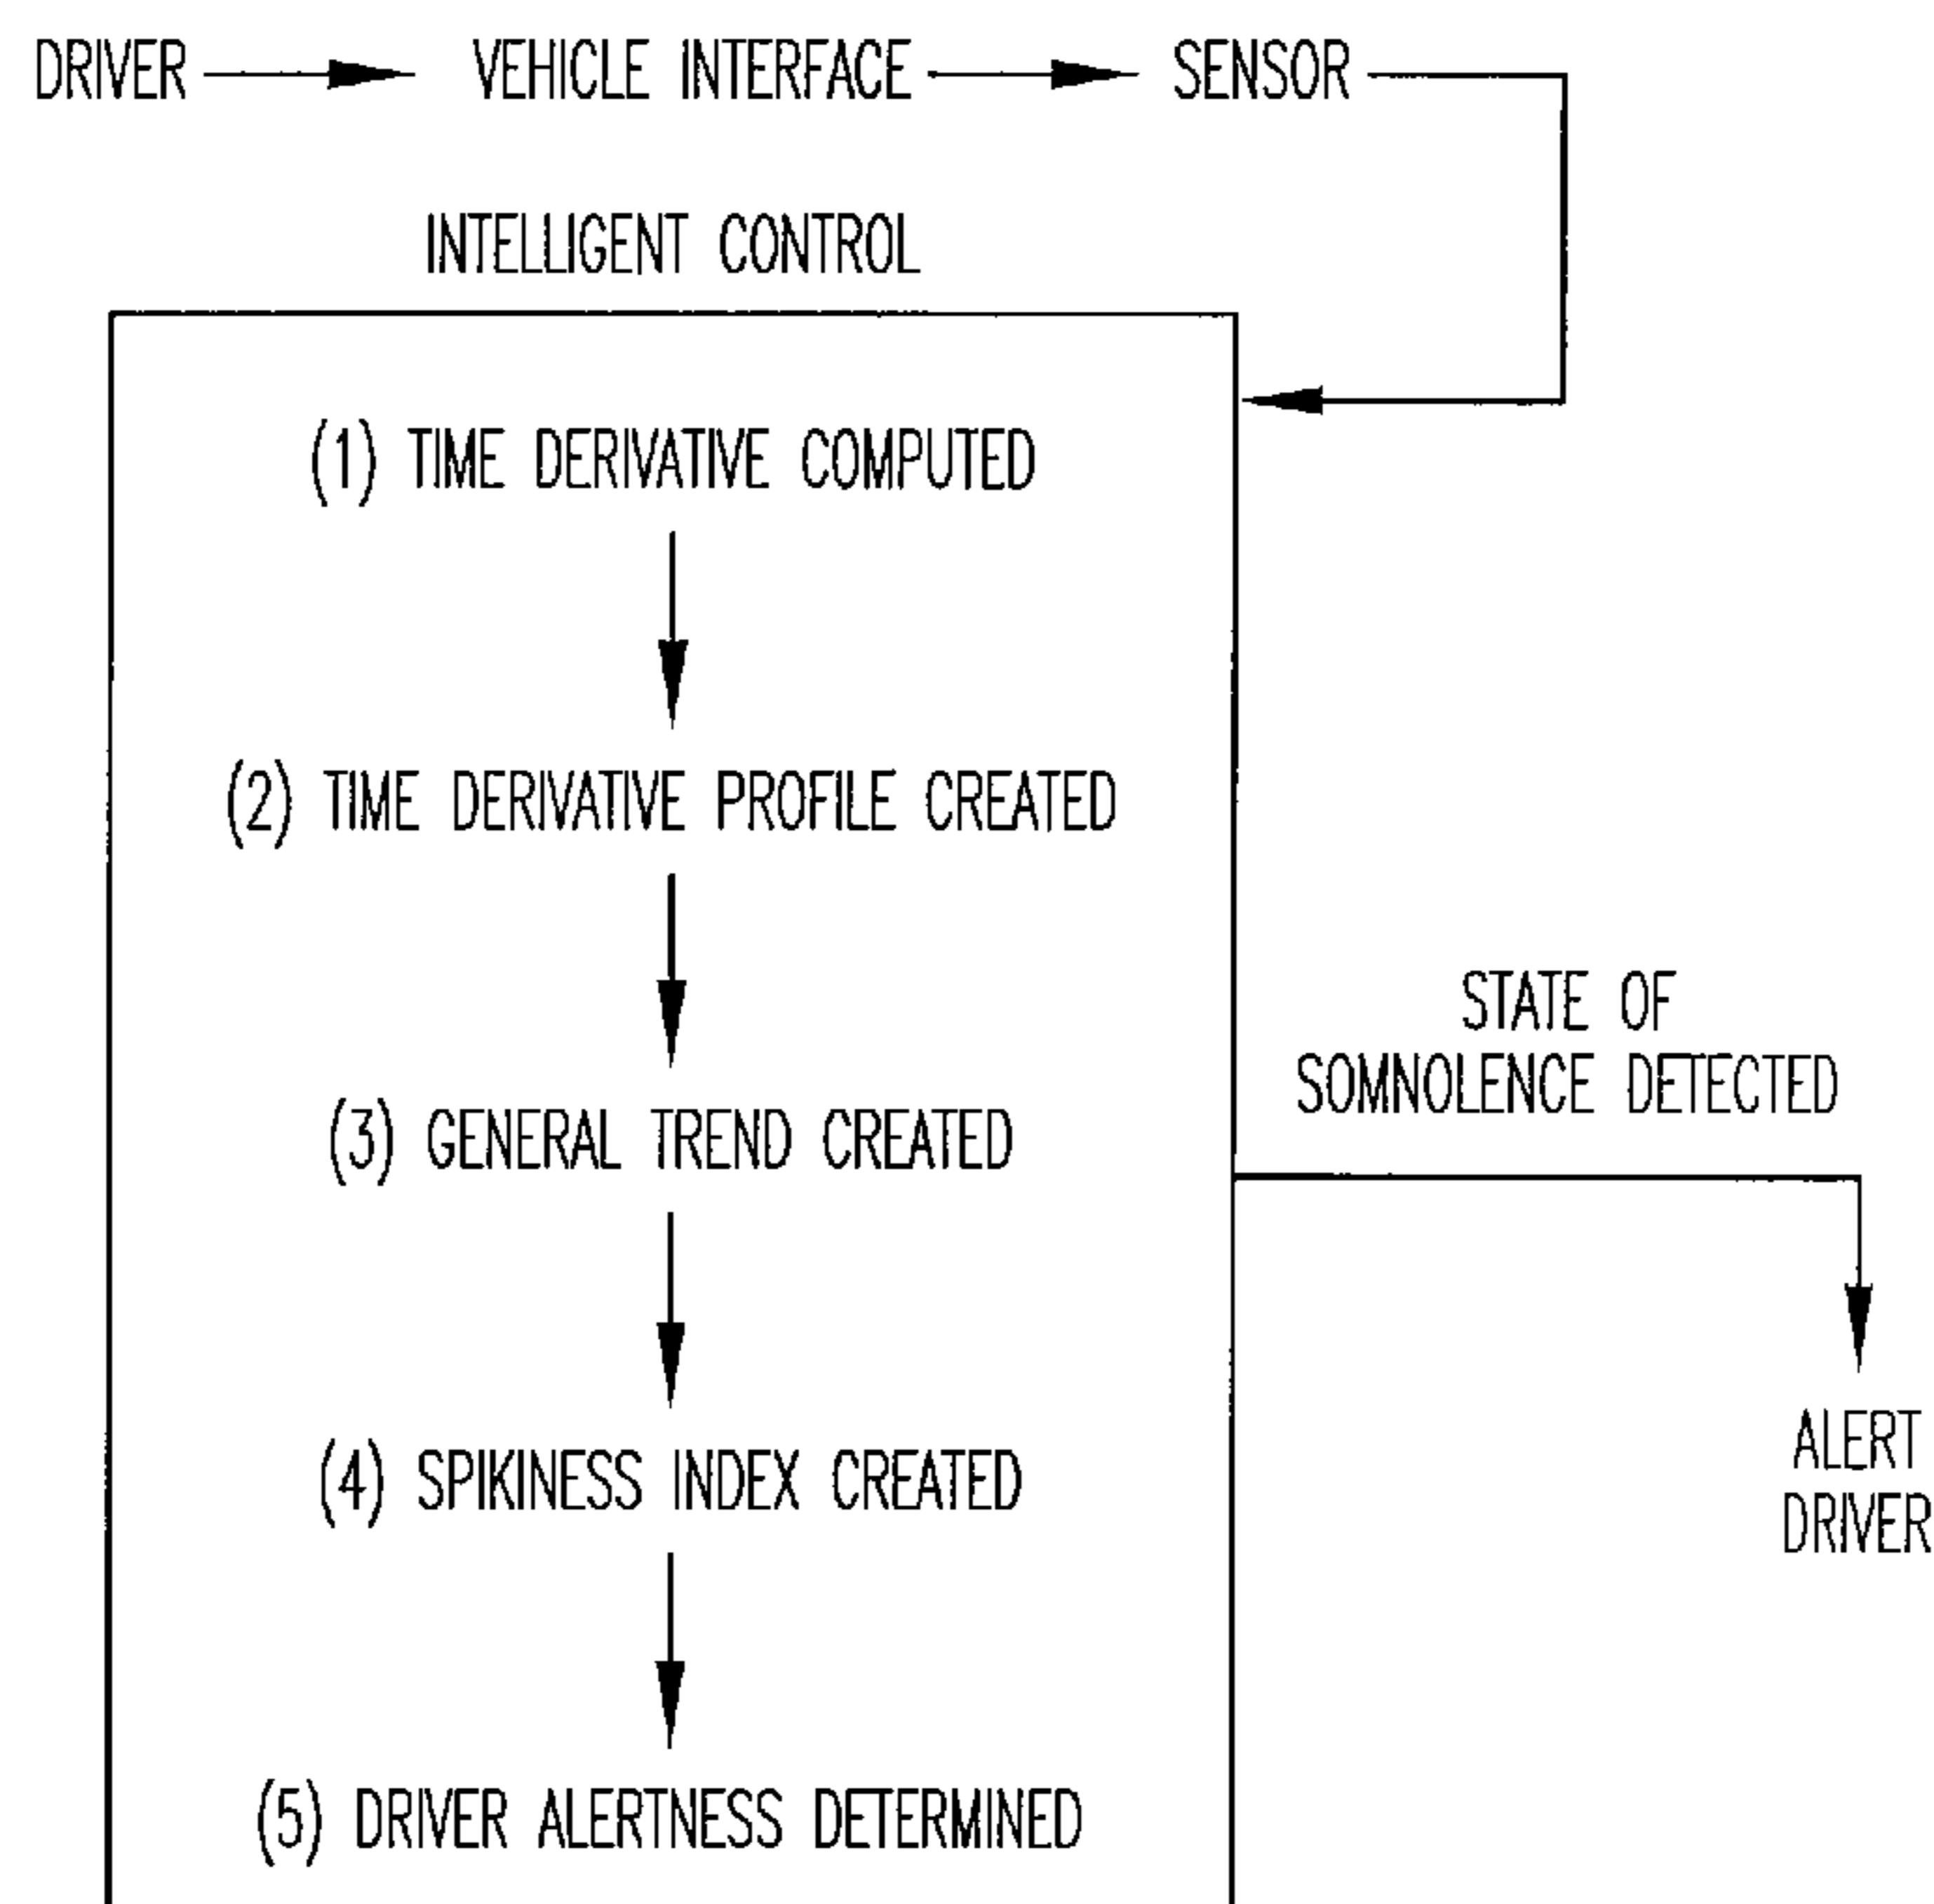 DRIVER
VEHICLE INTERFACE
SENSOR
INTELLIGENT CONTROL
(1) TIME DERIVATIVE COMPUTED
(2) TIME DERIVATIVE PROFILE CREATED
(3) GENERAL TREND CREATED
(4) SPIKINESS INDEX CREATED
(5) DRIVER ALERTNESS DETERMINED
STATE OF
SOMNOLENCE DETECTED
ALERT
DRIVER